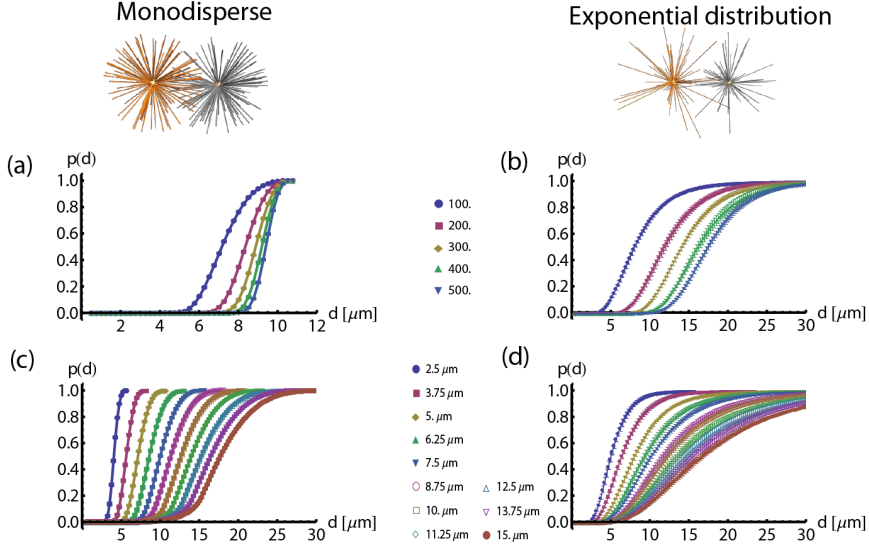 Monodisperse
Exponential distribution
(a)
p(d)
1.0
0.8
0.6
0.4
0.2
0.0
2 4 6 8 10 12
d [μm]
100.
200.
300.
400.
500.
(b)
p(d)
1.0
0.8
0.6
0.4
0.2
0.0
5 10 15 20 25 30
d [μm]
(c)
p(d)
1.0
0.8
0.6
0.4
0.2
0.0
5 10 15 20 25 30
d [μm]
2.5 μm
3.75 μm
5. μm
6.25 μm
7.5 μm
8.75 μm
10. μm
11.25 μm
12.5 μm
13.75 μm
15. μm
(d)
p(d)
1.0
0.8
0.6
0.4
0.2
0.0
5 10 15 20 25 30
d [μm]